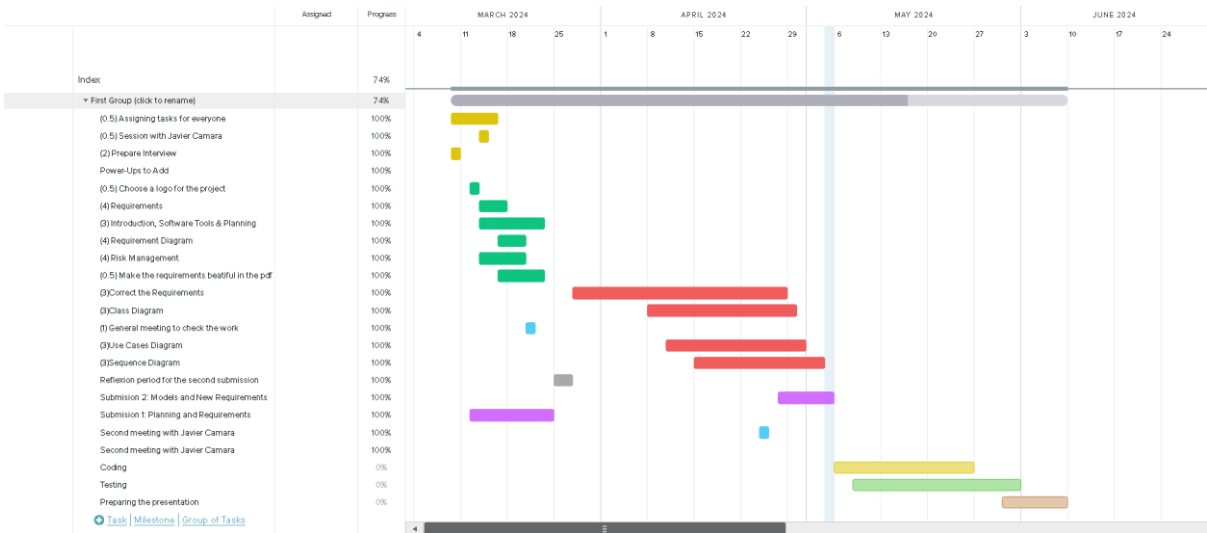 Assigned Progress MARCH 2024 APRIL 2024 MAY 2024 JUNE 2024
4 11 18 25 1 8 15 22 29 6 13 20 27 3 10 17 24
Index 74%
First Group (click to rename) 74%
(0.5) Assigning tasks for everyone 100%
(0.5) Session with Javier Camara 100%
(2) Prepare Interview 100%
Power-Ups to Add 100%
(0.5) Choose a logo for the project 100%
(4) Requirements 100%
(3) Introduction, Software Tools & Planning 100%
(4) Requirement Diagram 100%
(4) Risk Management 100%
(0.5) Make the requirements beatiful in the pdf 100%
(3)Correct the Requirements 100%
(3)Class Diagram 100%
(1) General meeting to check the work 100%
(3)Use Cases Diagram 100%
(3)Sequence Diagram 100%
Reflexion period for the second submission 100%
Submision 2: Models and New Requirements 100%
Submision 1: Planning and Requirements 100%
Second meeting with Javier Camara 100%
Second meeting with Javier Camara 100%
Coding 0%
Testing 0%
Preparing the presentation 0%
Task | Milestone | Group of Tasks